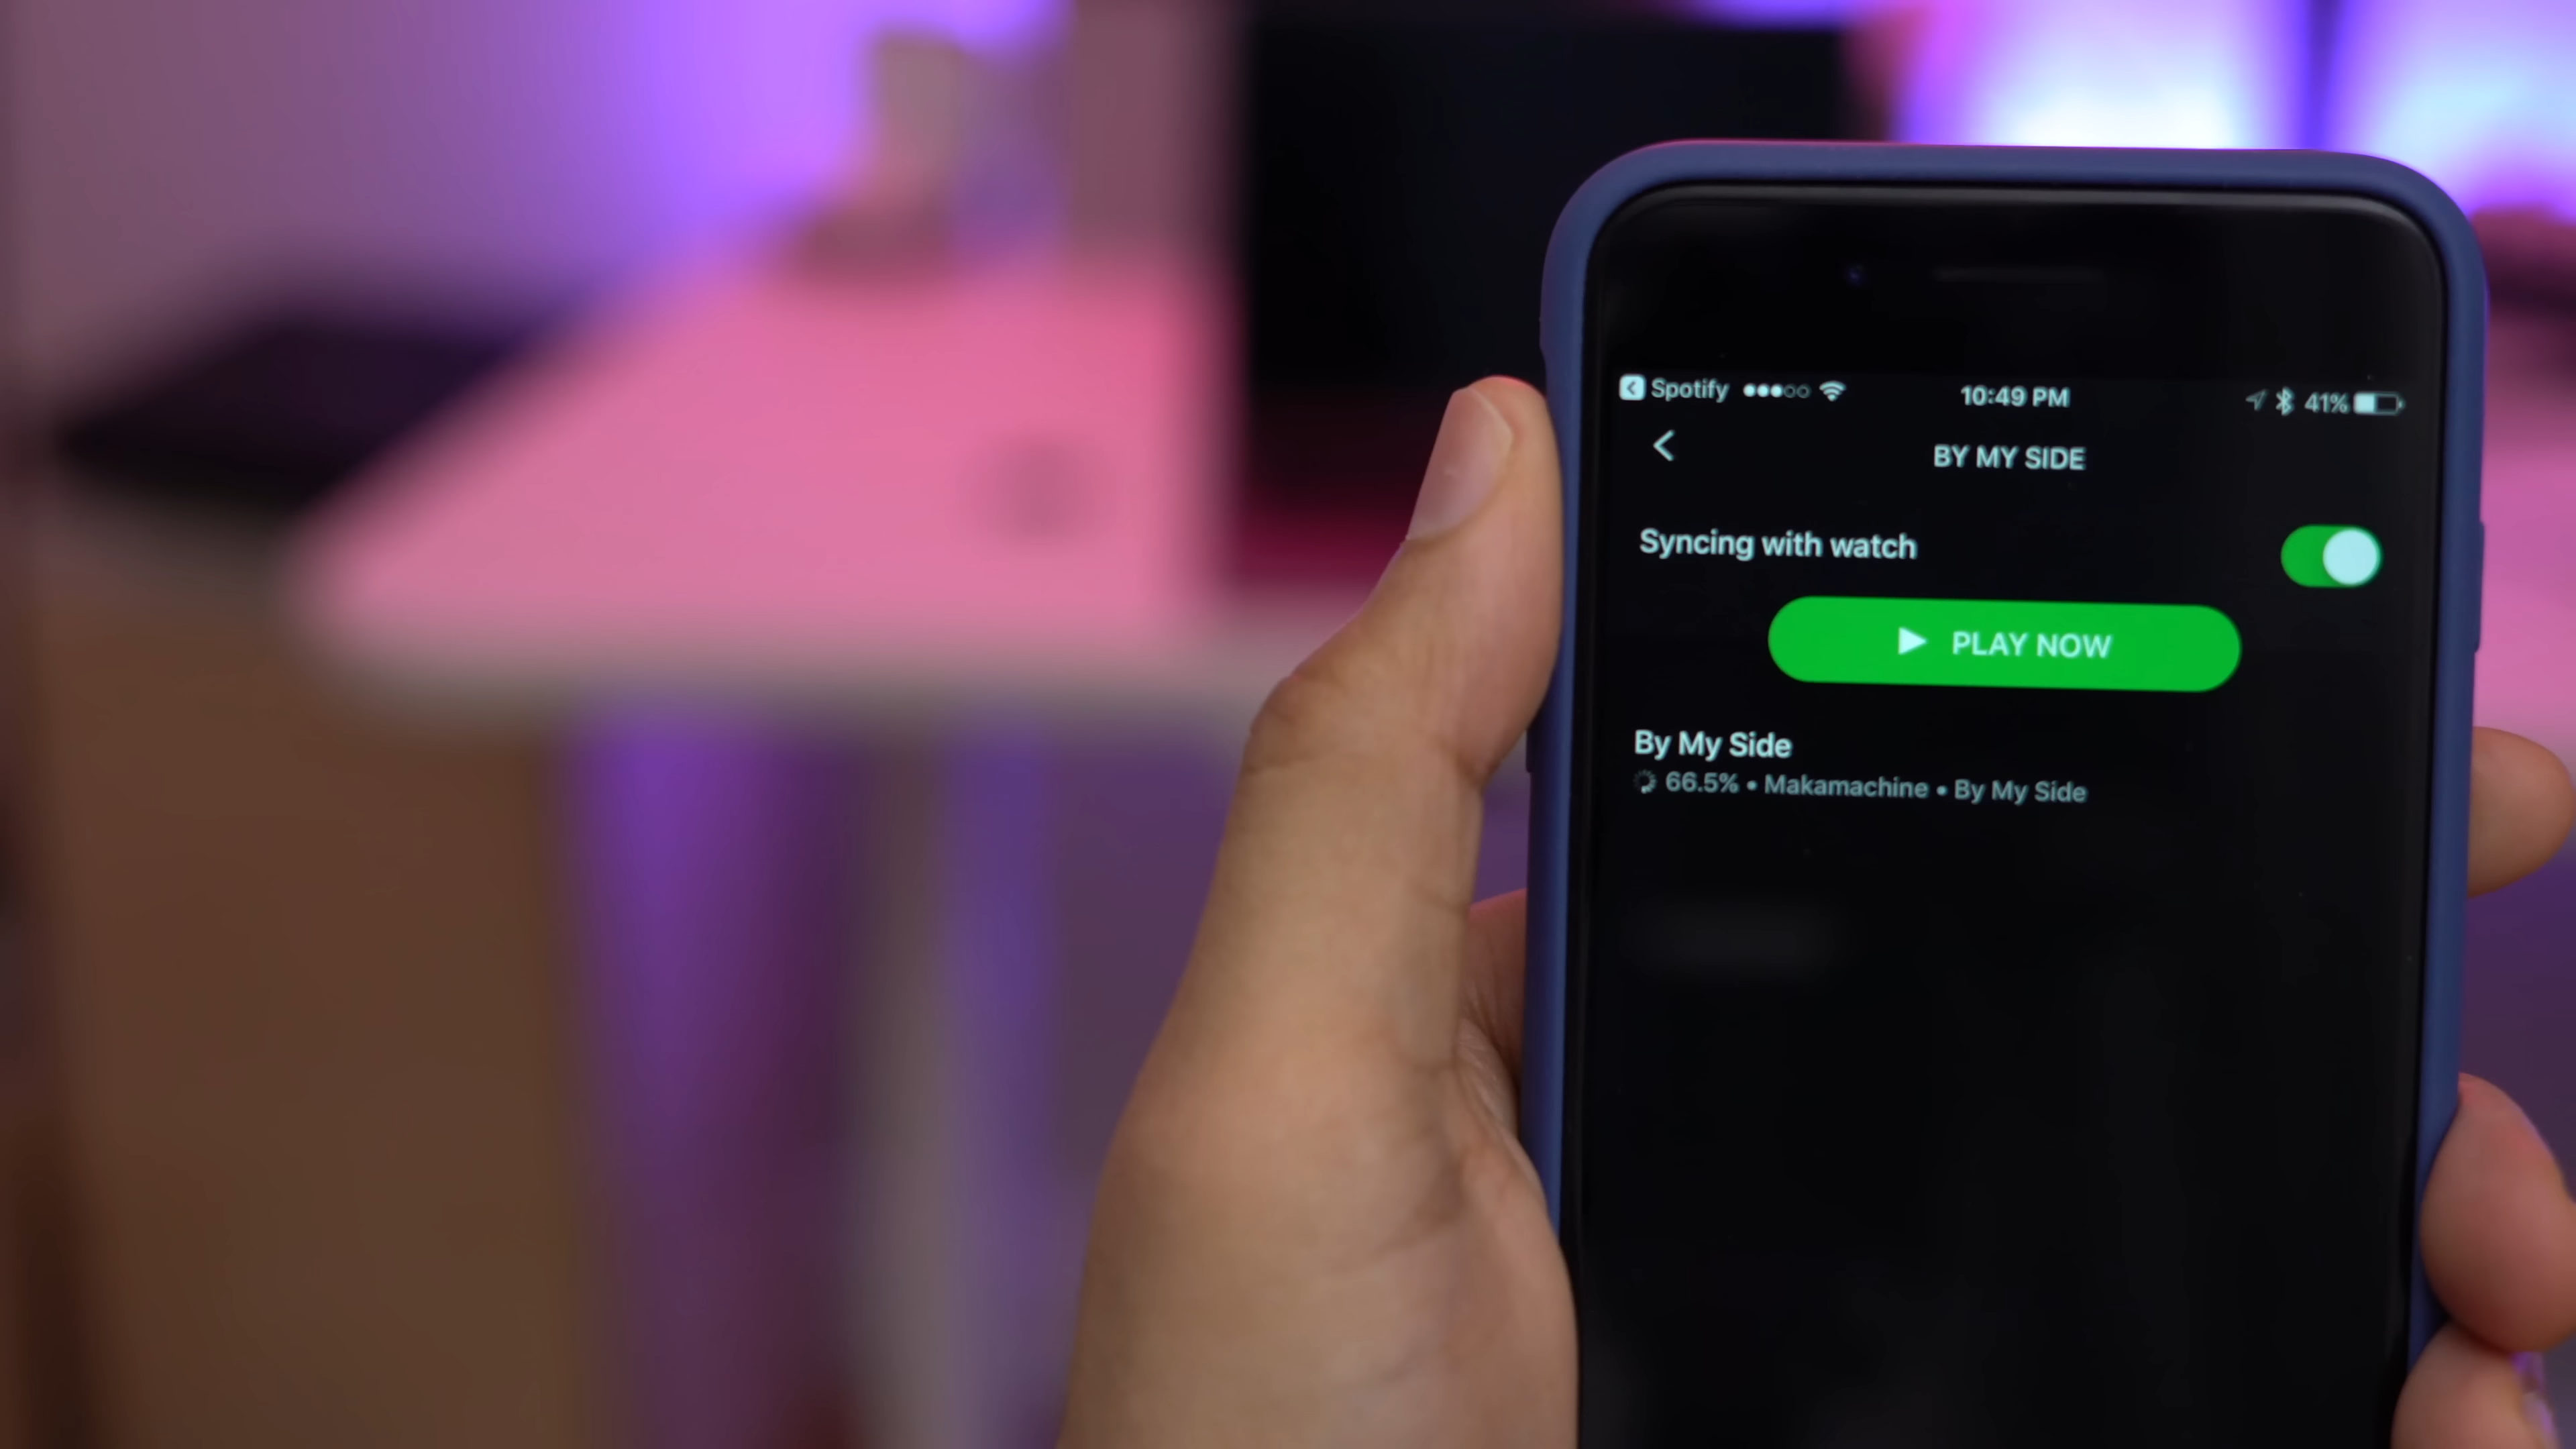 Spotify 10:49 PM 41%
BY MY SIDE
Syncing with watch
PLAY NOW
By My Side
66.5% • Makamachine • By My Side